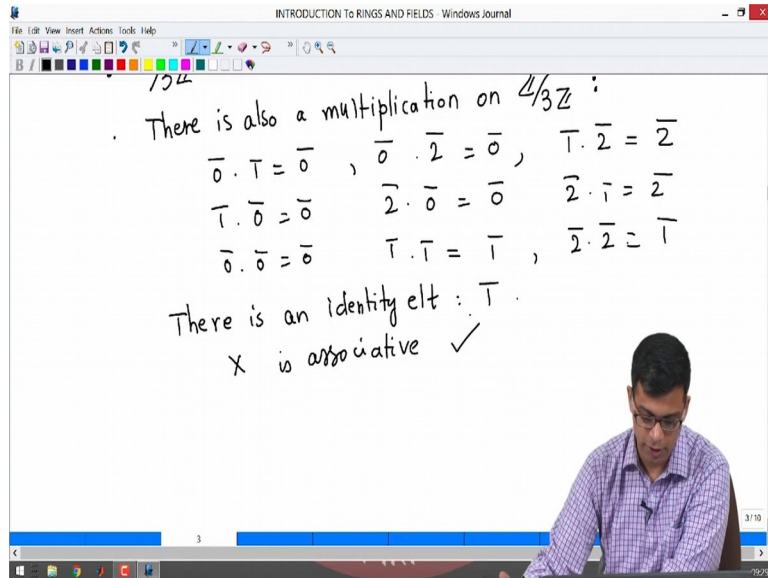 INTRODUCTION To RINGS AND FIELDS - Windows Journal
File Edit View Insert Actions Tools Help
B I
/3ℤ
. There is also a multiplication on ℤ/3ℤ :
0̅ . 1̅ = 0̅ , 0̅ . 2̅ = 0̅ , 1̅ . 2̅ = 2̅
1̅ . 0̅ = 0̅ 2̅ . 0̅ = 0̅ 2̅ . 1̅ = 2̅
0̅ . 0̅ = 0̅ 1̅ . 1̅ = 1̅ , 2̅ . 2̅ = 1̅
There is an identity elt : 1̅ .
× is associative ✓
3/10
3